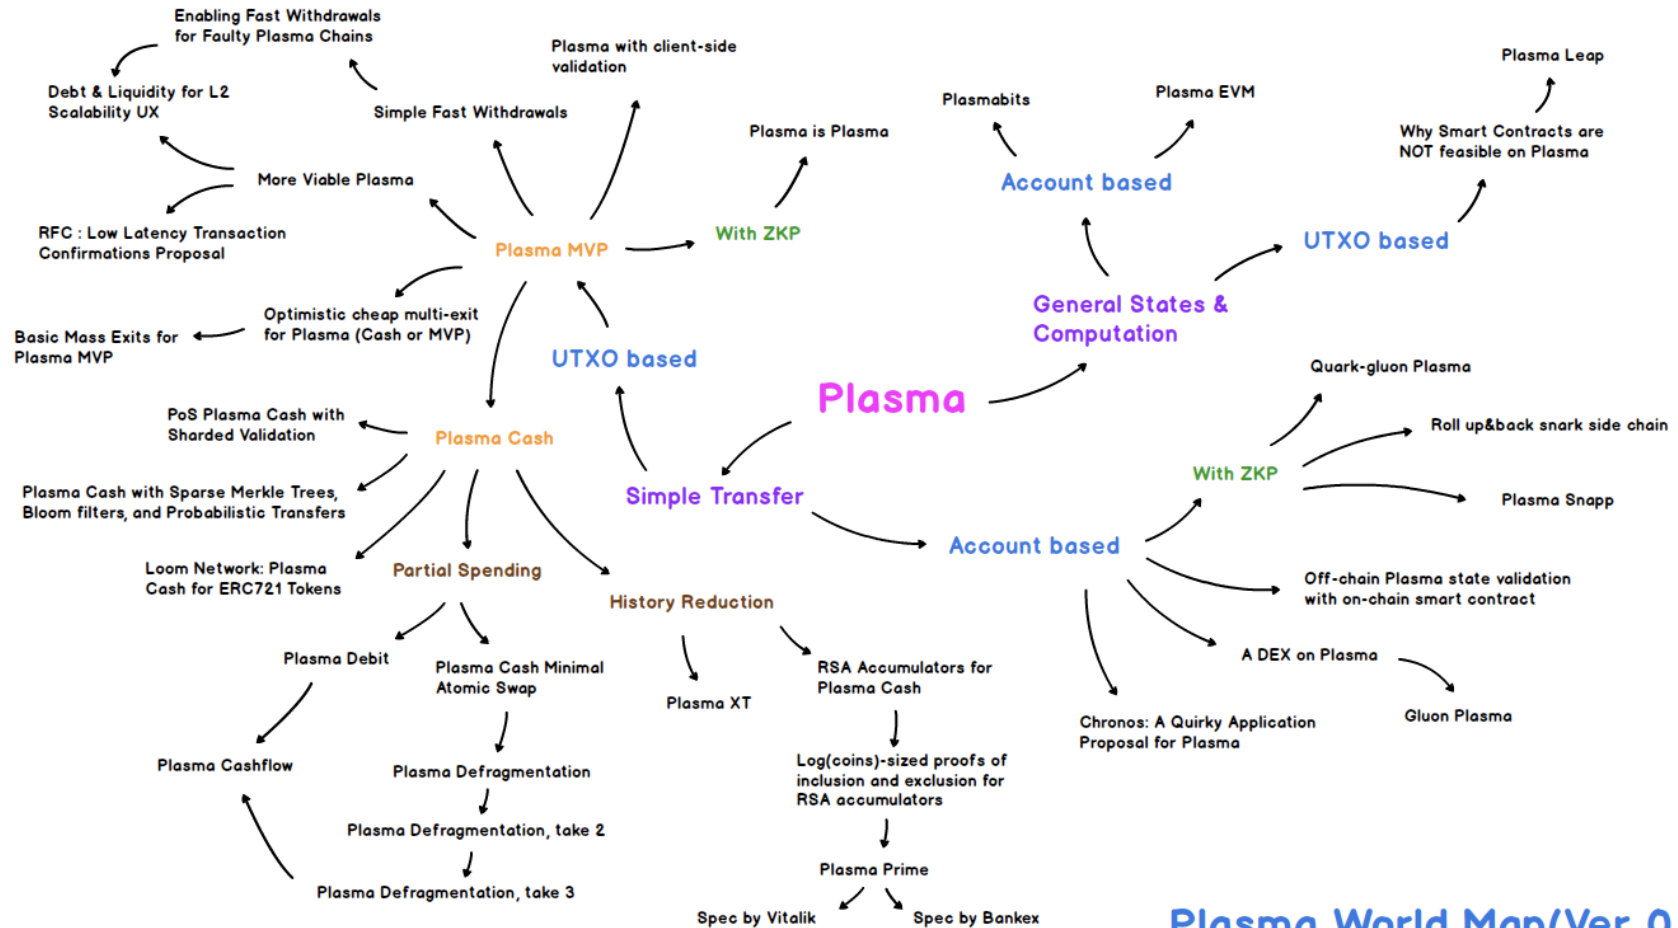 Enabling Fast Withdrawals
for Faulty Plasma Chains
Debt & Liquidity for L2
Scalability UX
Simple Fast Withdrawals
Plasma with client-side
validation
Plasma is Plasma
More Viable Plasma
RFC : Low Latency Transaction
Confirmations Proposal
Plasma MVP
With ZKP
Optimistic cheap multi-exit
for Plasma (Cash or MVP)
Basic Mass Exits for
Plasma MVP
UTXO based
PoS Plasma Cash with
Sharded Validation
Plasma Cash
Plasma Cash with Sparse Merkle Trees,
Bloom filters, and Probabilistic Transfers
Loom Network: Plasma
Cash for ERC721 Tokens
Partial Spending
History Reduction
Plasma Debit
Plasma Cash Minimal
Atomic Swap
Plasma Cashflow
Plasma Defragmentation
Plasma Defragmentation, take 2
Plasma Defragmentation, take 3
Plasma XT
RSA Accumulators for
Plasma Cash
Log(coins)-sized proofs of
inclusion and exclusion for
RSA accumulators
Plasma Prime
Spec by Vitalik
Spec by Bankex
Plasma
Simple Transfer
Plasmabits
Plasma EVM
Account based
General States &
Computation
UTXO based
Why Smart Contracts are
NOT feasible on Plasma
Plasma Leap
Account based
With ZKP
Quark-gluon Plasma
Roll up&back snark side chain
Plasma Snapp
Off-chain Plasma state validation
with on-chain smart contract
A DEX on Plasma
Gluon Plasma
Chronos: A Quirky Application
Proposal for Plasma
Plasma World Map(Ver. 0